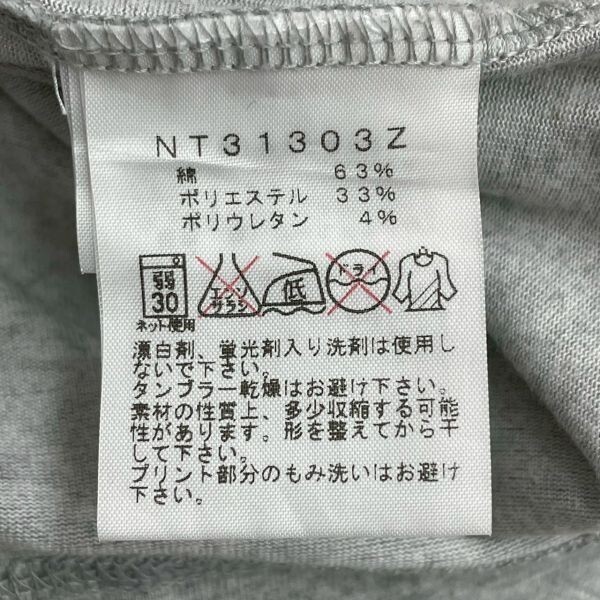 NT31303Z
綿 63%
ポリエステル 33%
ポリウレタン 4%
弱
30
エンソ
サラシ
低
ドライ
ネット使用
漂白剤、蛍光剤入り洗剤は使用し
ないで下さい。
タンブラー乾燥はお避け下さい。
素材の性質上、多少収縮する可能
性があります。形を整えてから干
して下さい。
プリント部分のもみ洗いはお避け
下さい。